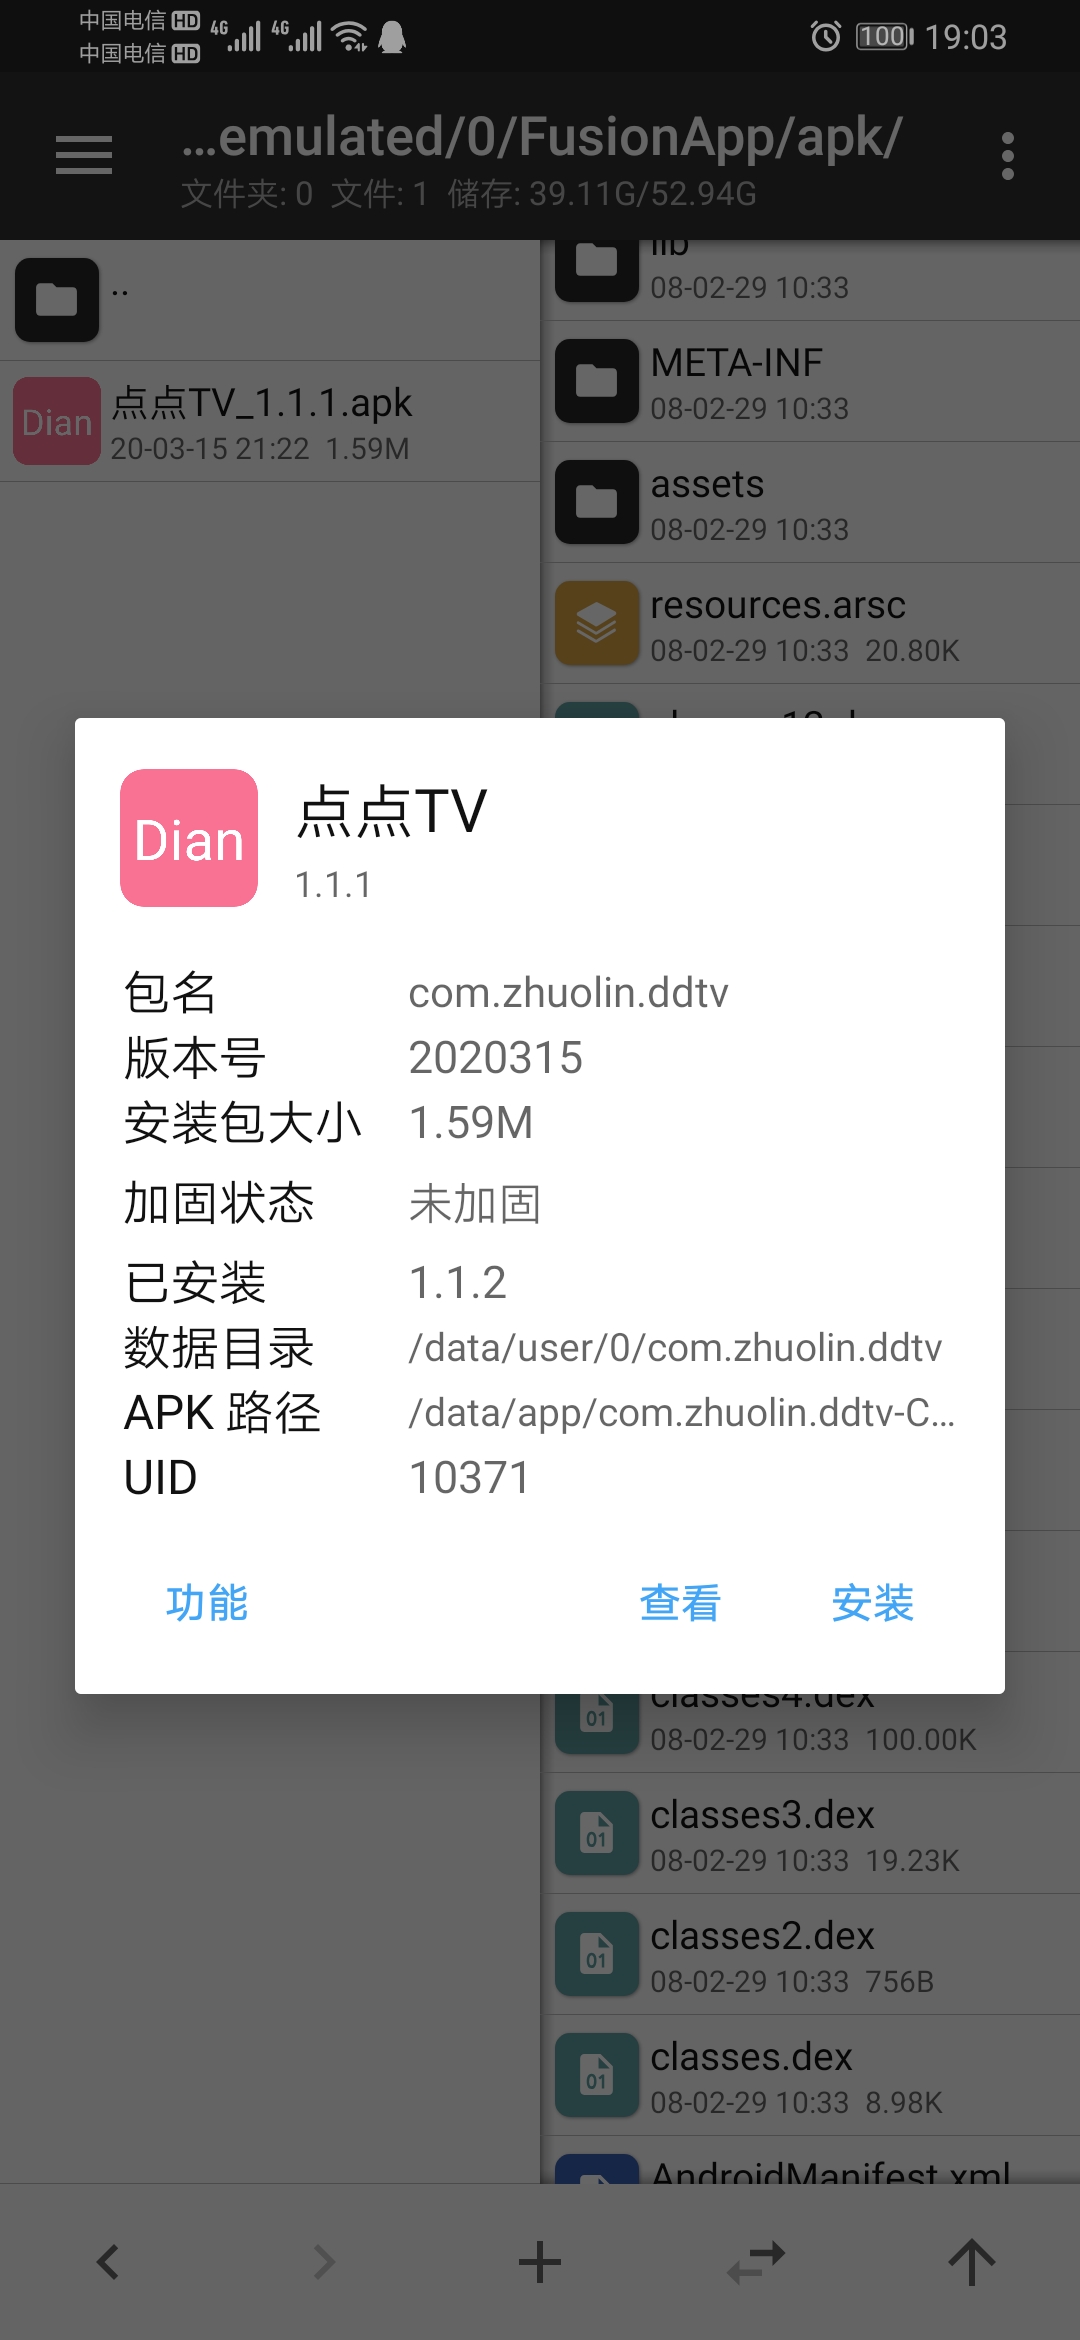 中国电信 HD 4G 4G 100 19:03
中国电信 HD
...emulated/0/FusionApp/apk/
文件夹: 0 文件: 1 储存: 39.11G/52.94G
..
Dian
点点TV_1.1.1.apk
20-03-15 21:22 1.59M
lib
08-02-29 10:33
META-INF
08-02-29 10:33
assets
08-02-29 10:33
resources.arsc
08-02-29 10:33 20.80K
Dian
点点TV
1.1.1
包名 com.zhuolin.ddtv
版本号 2020315
安装包大小 1.59M
加固状态 未加固
已安装 1.1.2
数据目录 /data/user/0/com.zhuolin.ddtv
APK 路径 /data/app/com.zhuolin.ddtv-C...
UID 10371
功能 查看 安装
classes4.dex
01
08-02-29 10:33 100.00K
classes3.dex
01
08-02-29 10:33 19.23K
classes2.dex
01
08-02-29 10:33 756B
classes.dex
01
08-02-29 10:33 8.98K
AndroidManifest.xml